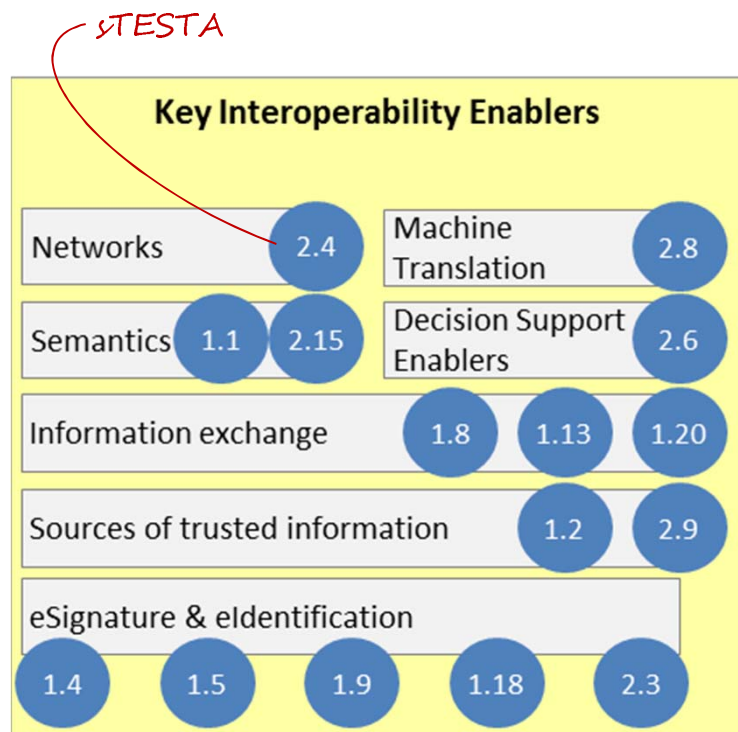 sTESTA
Key Interoperability Enablers
Networks
2.4
Machine
Translation
2.8
Semantics
1.1
2.15
Decision Support
Enablers
2.6
Information exchange
1.8
1.13
1.20
Sources of trusted information
1.2
2.9
eSignature & eIdentification
1.4
1.5
1.9
1.18
2.3